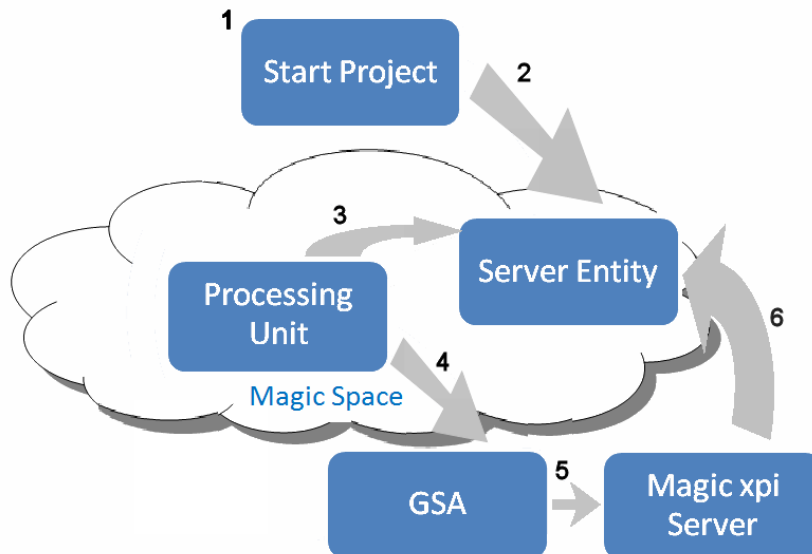 1
Start Project
2
3
Server Entity
Processing
Unit
6
4
Magic Space
5
GSA
Magic xpi
Server